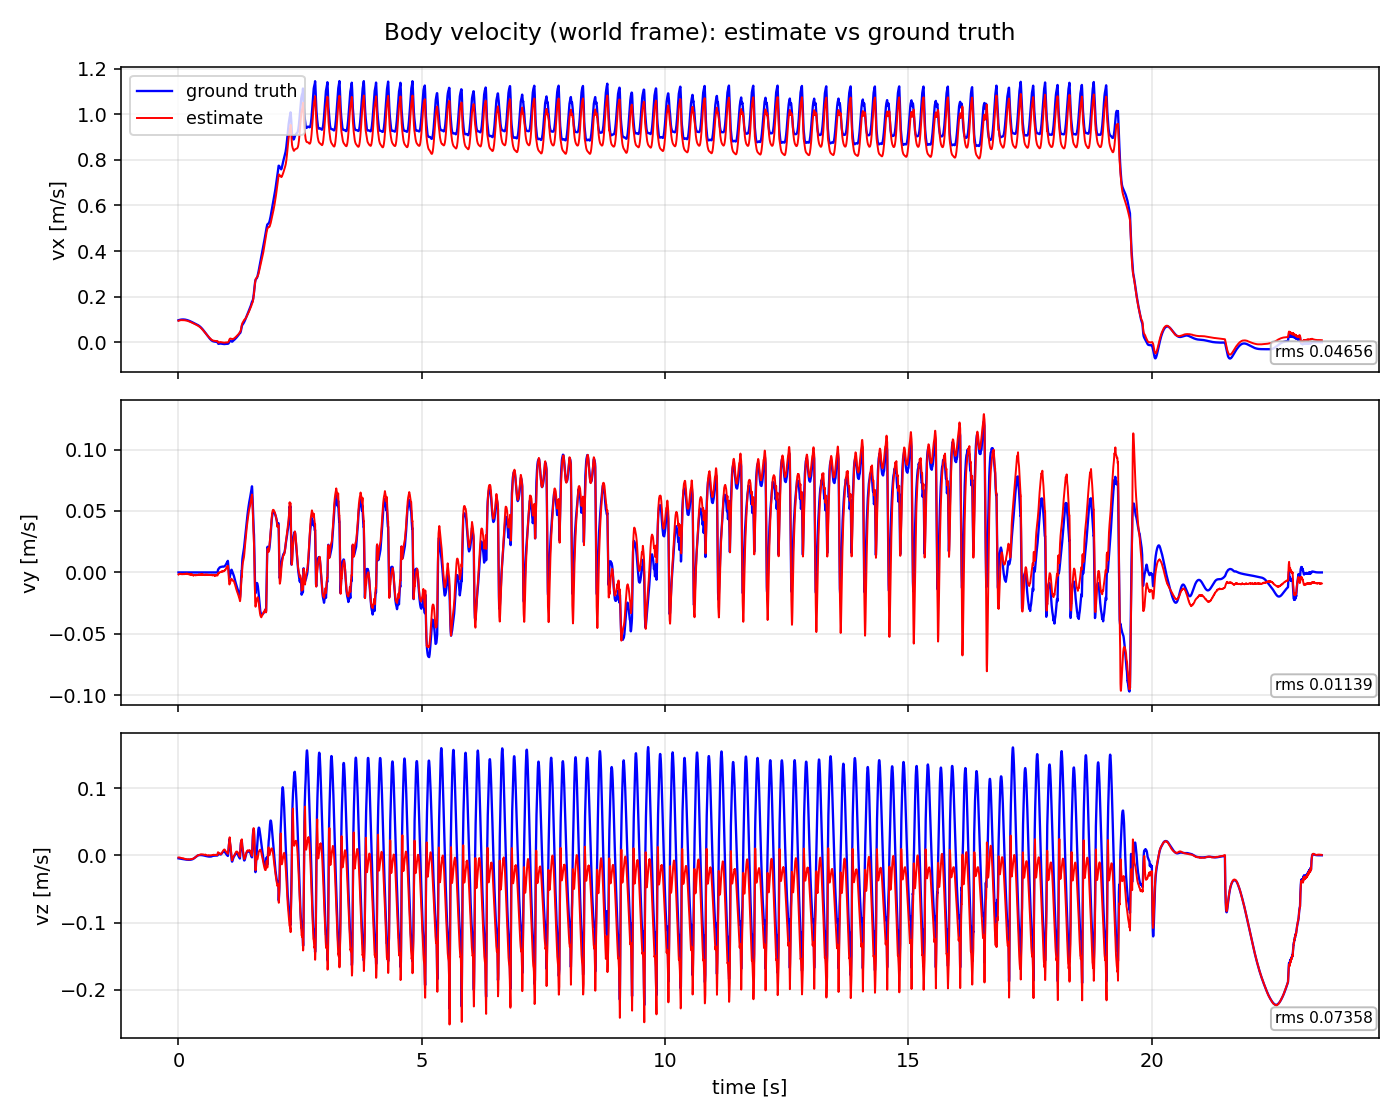 Body velocity (world frame): estimate vs ground truth
1.2
1.0
0.8
0.6
0.4
0.2
0.0
vx [m/s]
ground truth
estimate
rms 0.04656
0.10
0.05
0.00
−0.05
−0.10
vy [m/s]
rms 0.01139
0.1
0.0
−0.1
−0.2
vz [m/s]
rms 0.07358
0
5
10
15
20
time [s]